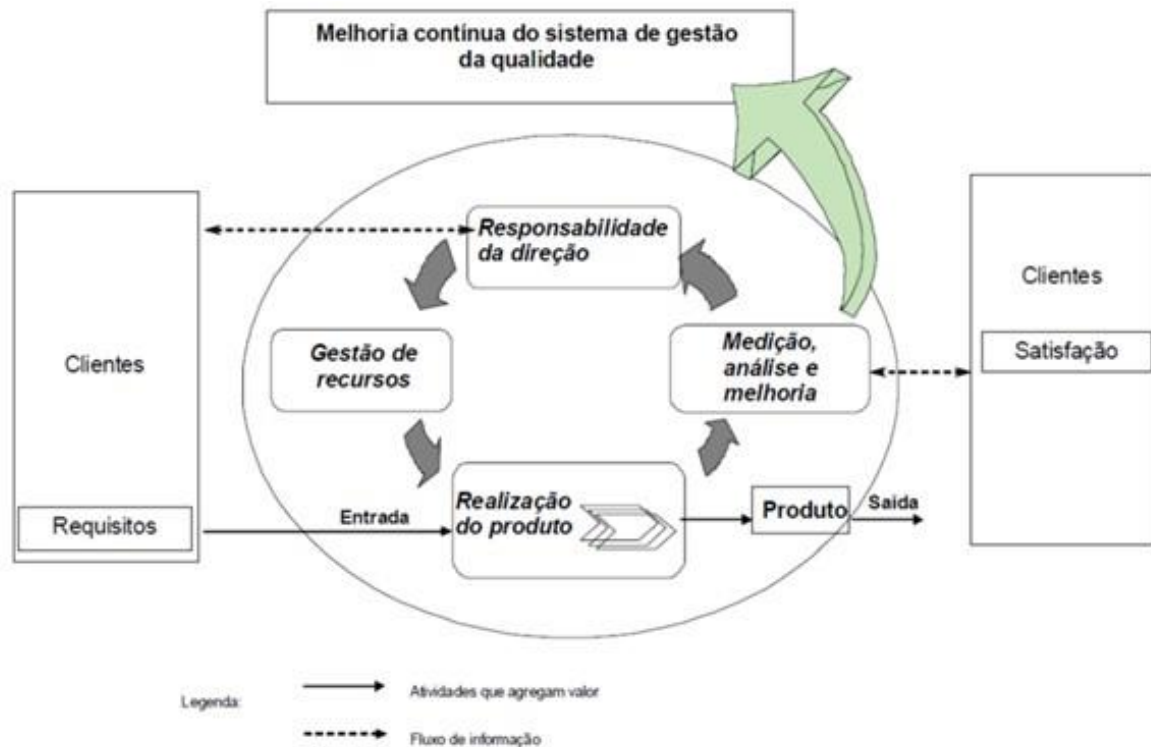 Melhoria contínua do sistema de gestão
da qualidade
Responsabilidade
da direção
Clientes
Gestão de
recursos
Medição,
análise e
melhoria
Clientes
Satisfação
Requisitos
Entrada
Realização
do produto
Produto
Saída
Legenda:
Atividades que agregam valor
Fluxo de informação